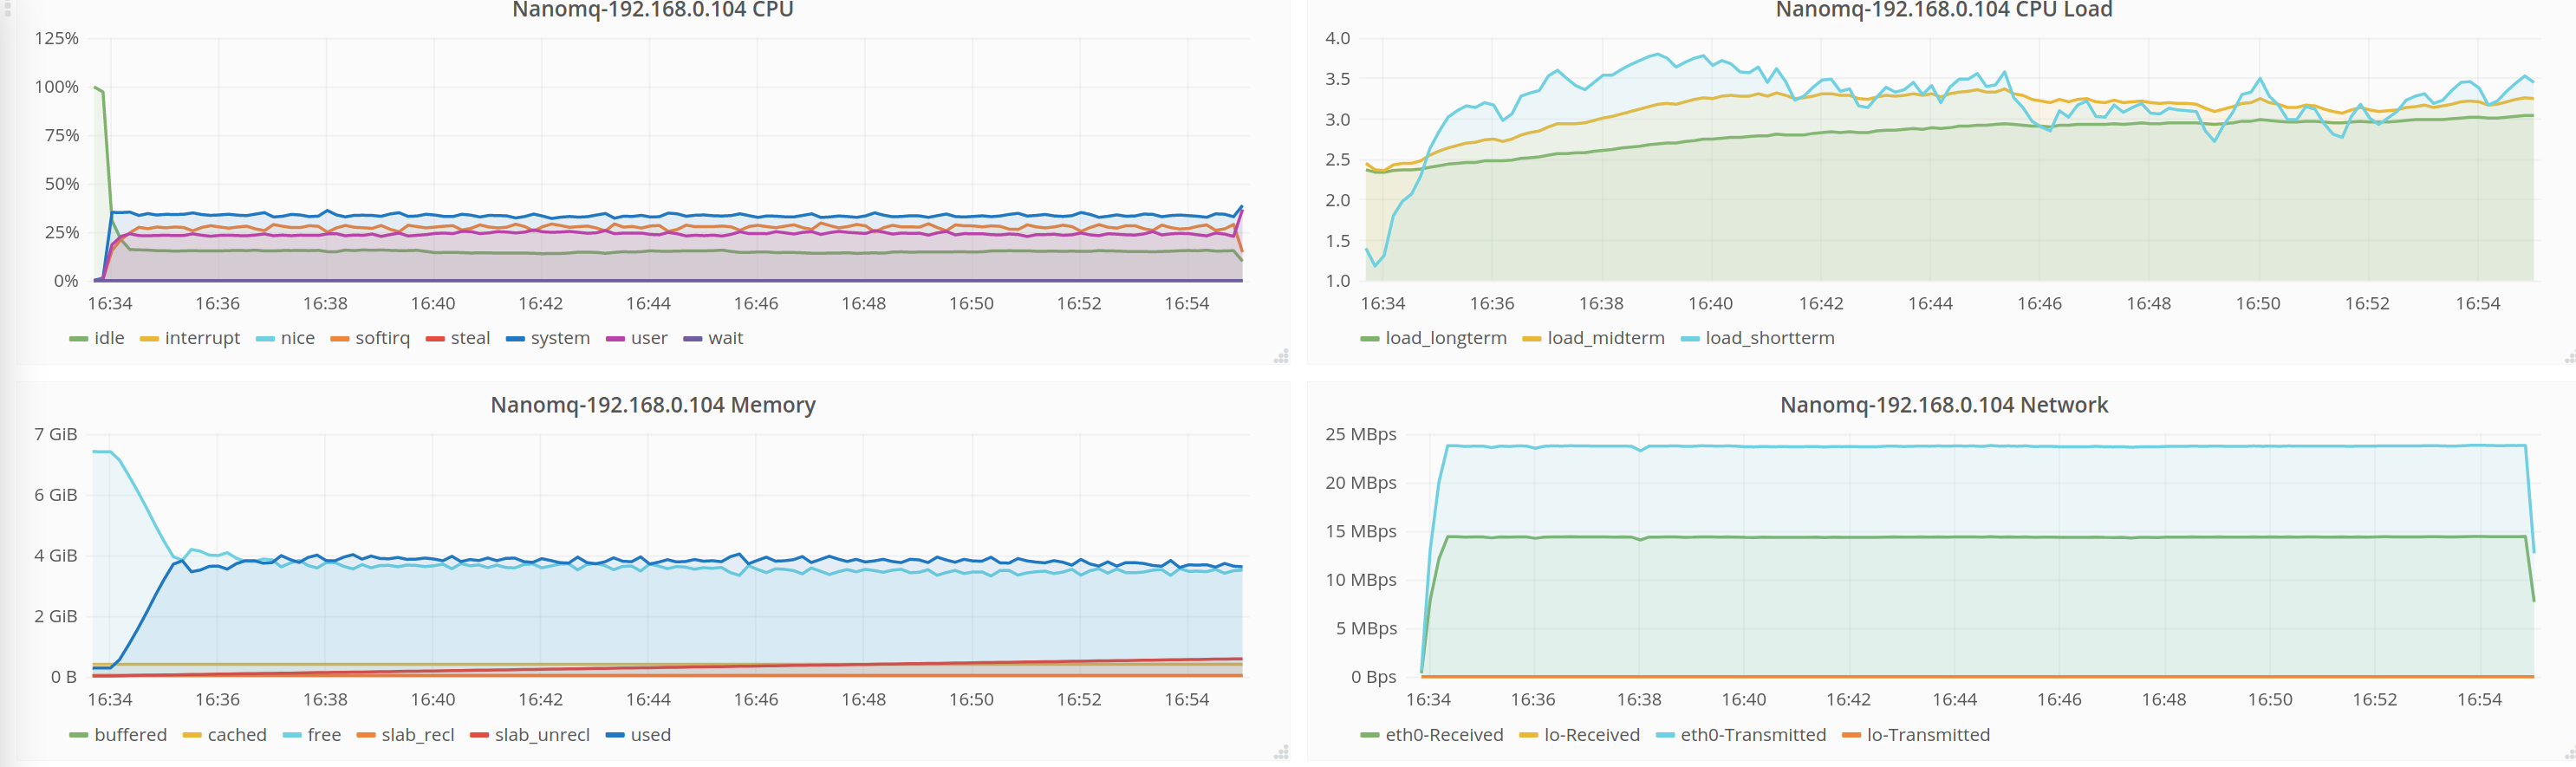 Nanomq-192.168.0.104 CPU
125%
100%
75%
50%
25%
0%
16:34 16:36 16:38 16:40 16:42 16:44 16:46 16:48 16:50 16:52 16:54
idle interrupt nice softirq steal system user wait
Nanomq-192.168.0.104 CPU Load
4.0
3.5
3.0
2.5
2.0
1.5
1.0
16:34 16:36 16:38 16:40 16:42 16:44 16:46 16:48 16:50 16:52 16:54
load_longterm load_midterm load_shortterm
Nanomq-192.168.0.104 Memory
7 GiB
6 GiB
4 GiB
2 GiB
0 B
16:34 16:36 16:38 16:40 16:42 16:44 16:46 16:48 16:50 16:52 16:54
buffered cached free slab_recl slab_unrecl used
Nanomq-192.168.0.104 Network
25 MBps
20 MBps
15 MBps
10 MBps
5 MBps
0 Bps
16:34 16:36 16:38 16:40 16:42 16:44 16:46 16:48 16:50 16:52 16:54
eth0-Received lo-Received eth0-Transmitted lo-Transmitted